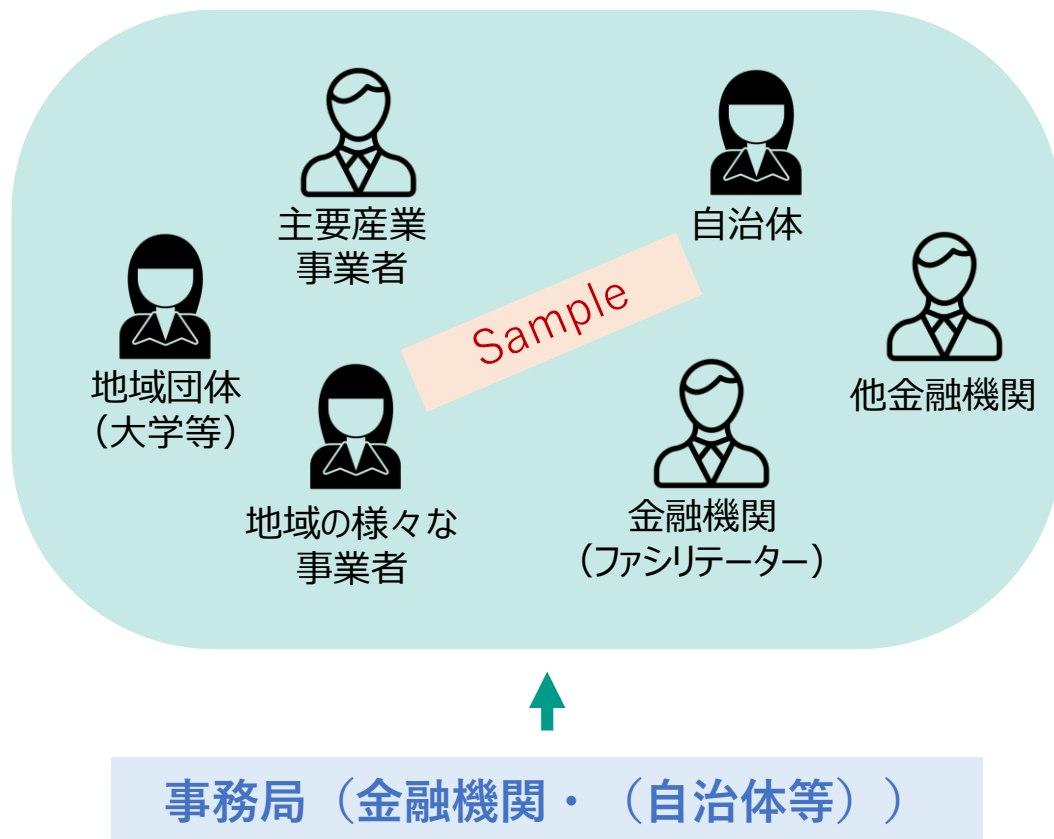 主要産業
事業者
自治体
Sample
地域団体
（大学等）
他金融機関
地域の様々な
事業者
金融機関
（ファシリテーター）
事務局（金融機関・（自治体等））